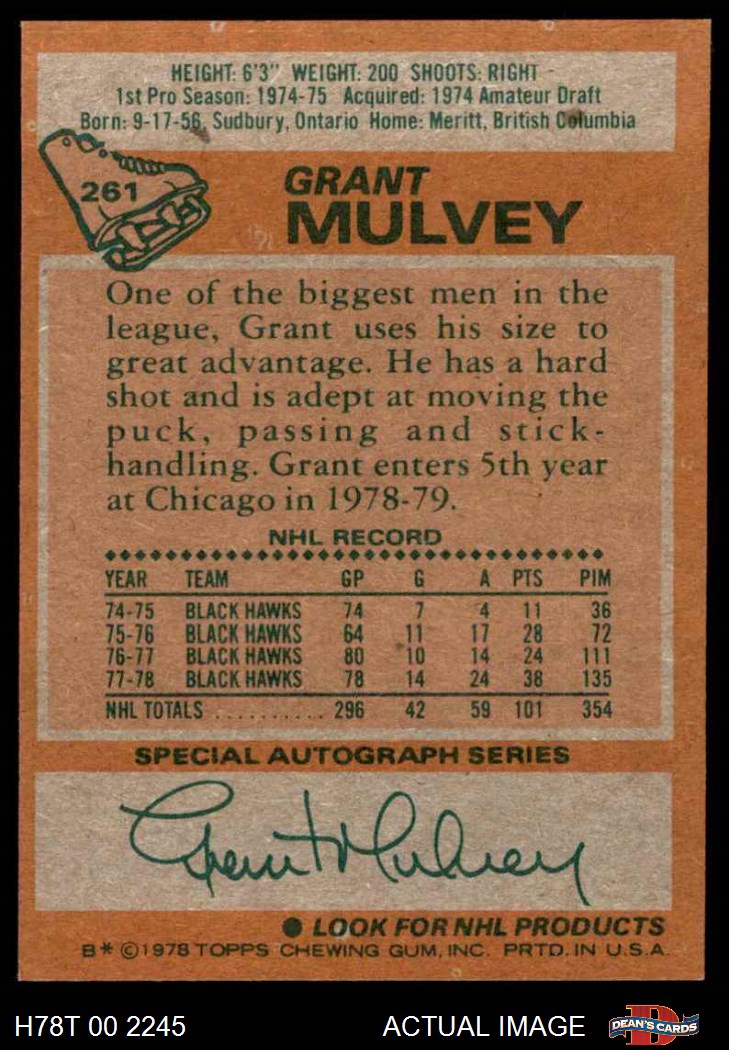 HEIGHT: 6'3" WEIGHT: 200 SHOOTS: RIGHT
1st Pro Season: 1974-75 Acquired: 1974 Amateur Draft
Born: 9-17-56, Sudbury, Ontario Home: Meritt, British Columbia
261
GRANT
MULVEY
One of the biggest men in the
league, Grant uses his size to
great advantage. He has a hard
shot and is adept at moving the
puck, passing and stick-
handling. Grant enters 5th year
at Chicago in 1978-79.
NHL RECORD
YEAR TEAM GP G A PTS PIM
74-75 BLACK HAWKS 74 7 4 11 36
75-76 BLACK HAWKS 64 11 17 28 72
76-77 BLACK HAWKS 80 10 14 24 111
77-78 BLACK HAWKS 78 14 24 38 135
NHL TOTALS .......... 296 42 59 101 354
SPECIAL AUTOGRAPH SERIES
Grant Mulvey
● LOOK FOR NHL PRODUCTS
B* ©1978 TOPPS CHEWING GUM, INC. PRTD. IN U.S.A.
H78T 00 2245 ACTUAL IMAGE DEAN'S CARDS